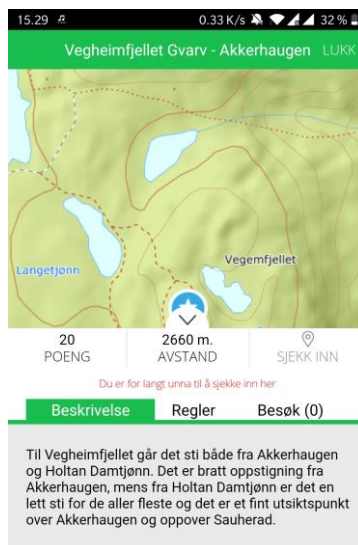 15.29 0.33 K/s 32 %
Vegheimfjellet Gvarv - Akkerhaugen LUKK
Vegemfjellet
Langetjønn
20 2660 m.
POENG AVSTAND SJEKK INN
Du er for langt unna til å sjekke inn her
Beskrivelse Regler Besøk (0)
Til Vegheimfjellet går det sti både fra Akkerhaugen
og Holtan Damtjønn. Det er bratt oppstigning fra
Akkerhaugen, mens fra Holtan Damtjønn er det en
lett sti for de aller fleste og det er et fint utsiktspunkt
over Akkerhaugen og oppover Sauherad.